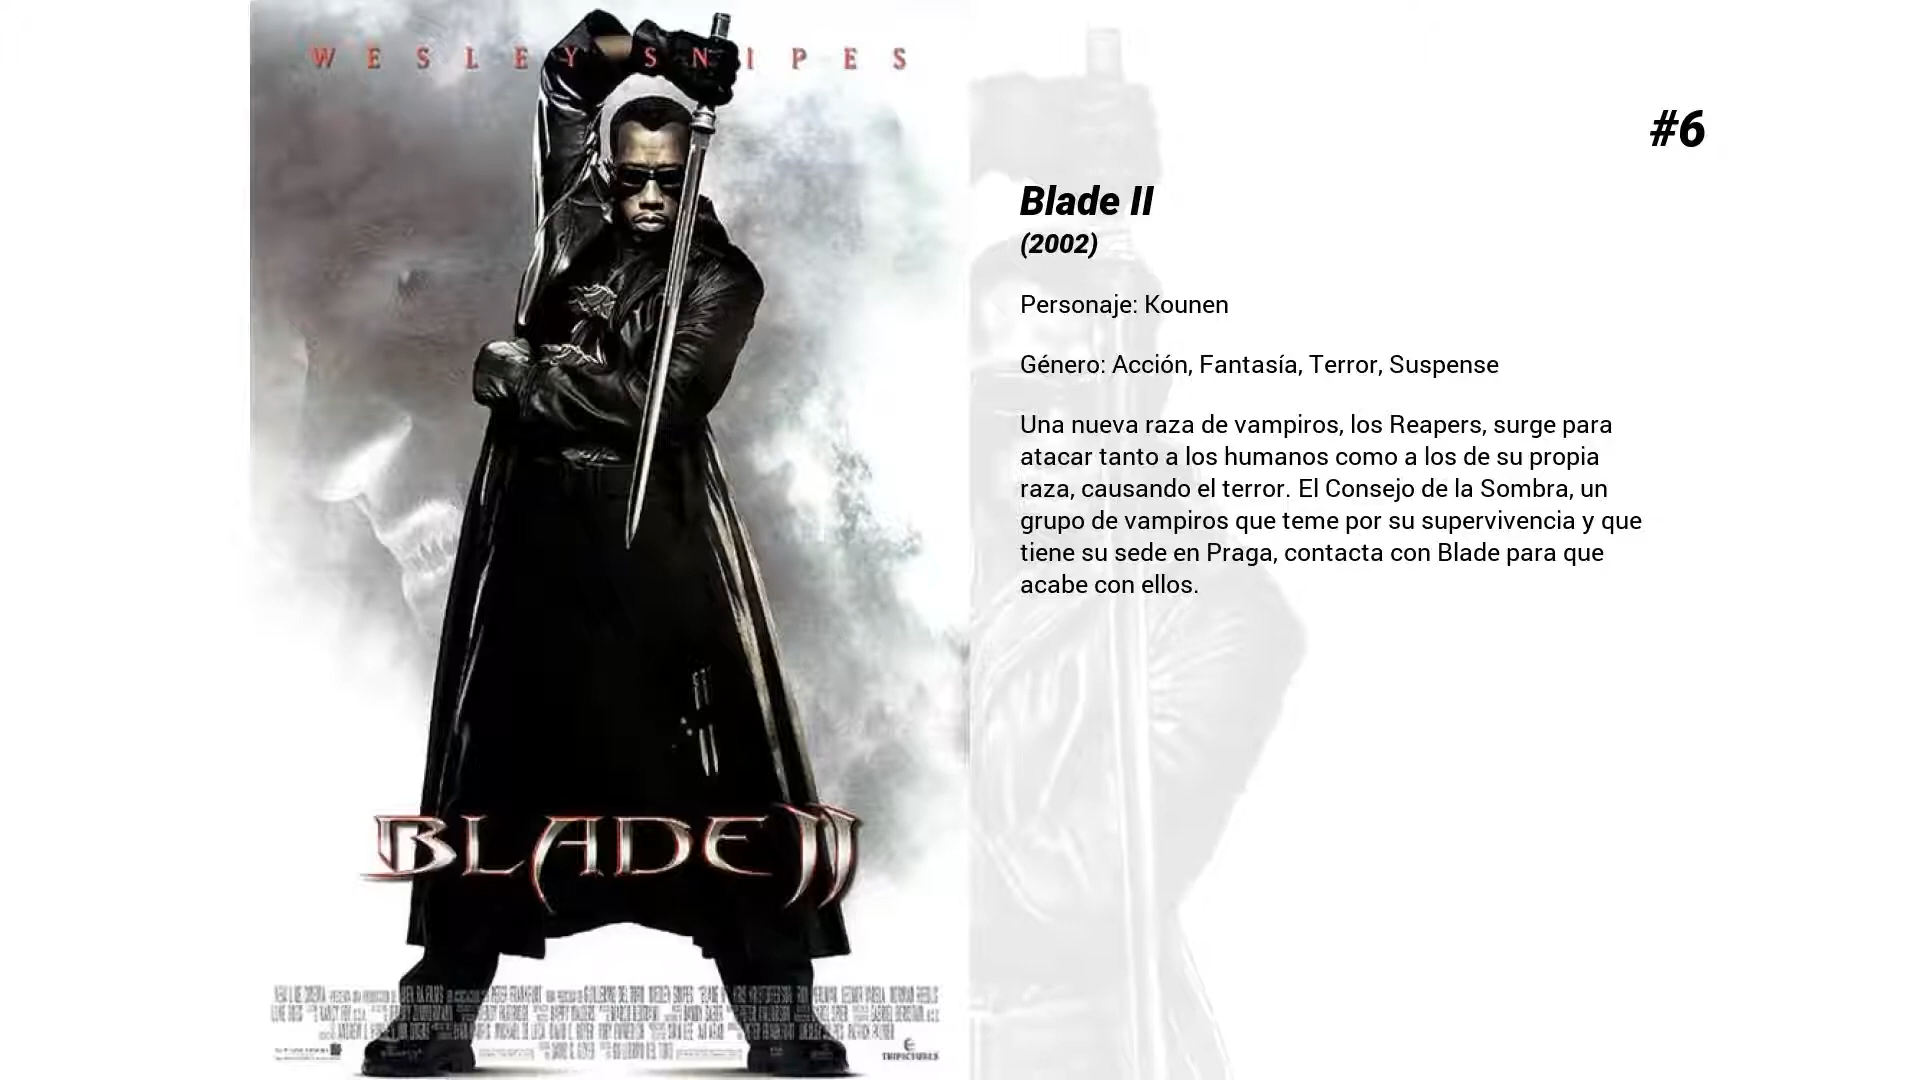 WESLEY SNIPES
#6
Blade II
(2002)
Personaje: Kounen
Género: Acción, Fantasía, Terror, Suspense
Una nueva raza de vampiros, los Reapers, surge para
atacar tanto a los humanos como a los de su propia
raza, causando el terror. El Consejo de la Sombra, un
grupo de vampiros que teme por su supervivencia y que
tiene su sede en Praga, contacta con Blade para que
acabe con ellos.
BLADE II
TRIPICTURES